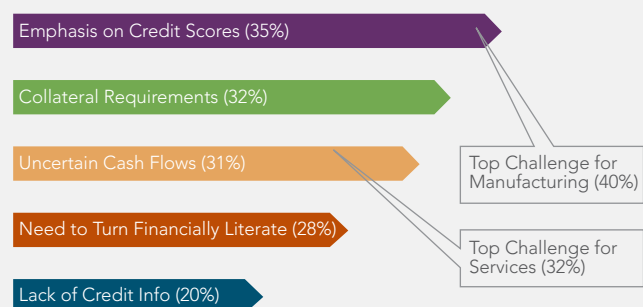 Emphasis on Credit Scores (35%)
Collateral Requirements (32%)
Uncertain Cash Flows (31%)
Top Challenge for
Manufacturing (40%)
Need to Turn Financially Literate (28%)
Top Challenge for
Services (32%)
Lack of Credit Info (20%)